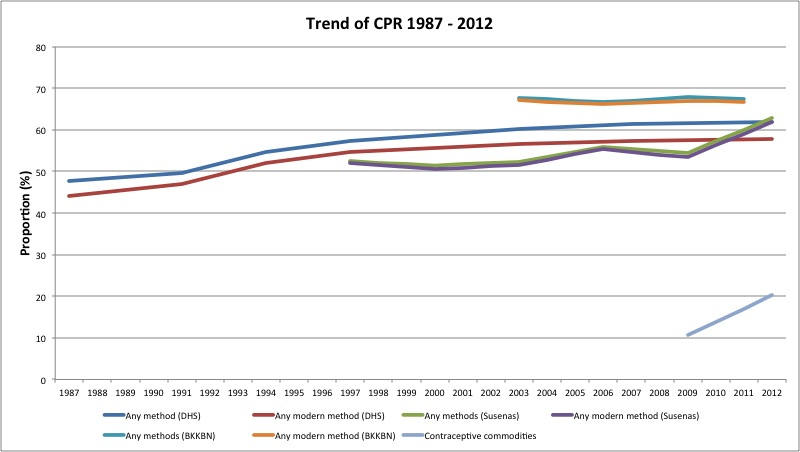 Trend of CPR 1987 - 2012
Proportion (%)
80
70
60
50
40
30
20
10
0
1987 1988 1989 1990 1991 1992 1993 1994 1995 1996 1997 1998 1999 2000 2001 2002 2003 2004 2005 2006 2007 2008 2009 2010 2011 2012
Any method (DHS) Any modern method (DHS) Any methods (Susenas) Any modern method (Susenas)
Any methods (BKKBN) Any modern method (BKKBN) Contraceptive commodities